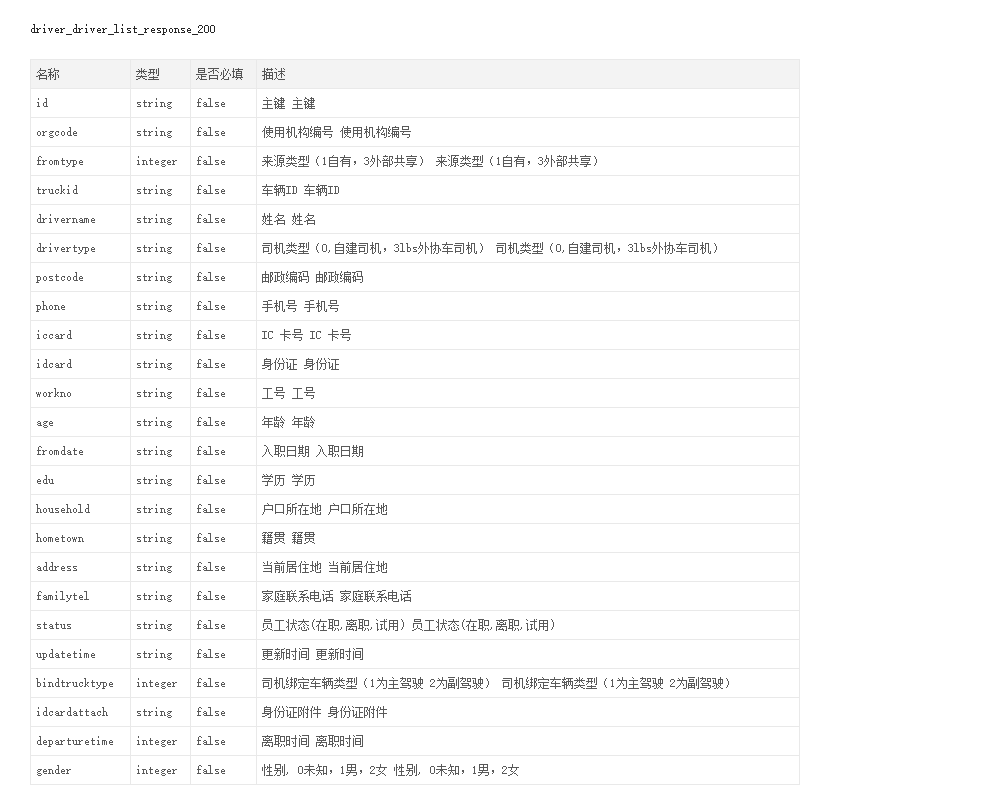 driver_driver_list_response_200
名称 类型 是否必填 描述
id string false 主键 主键
orgcode string false 使用机构编号 使用机构编号
fromtype integer false 来源类型（1自有，3外部共享） 来源类型（1自有，3外部共享）
truckid string false 车辆ID 车辆ID
drivername string false 姓名 姓名
drivertype string false 司机类型（0,自建司机，3lbs外协车司机） 司机类型（0,自建司机，3lbs外协车司机）
postcode string false 邮政编码 邮政编码
phone string false 手机号 手机号
iccard string false IC 卡号 IC 卡号
idcard string false 身份证 身份证
workno string false 工号 工号
age string false 年龄 年龄
fromdate string false 入职日期 入职日期
edu string false 学历 学历
household string false 户口所在地 户口所在地
hometown string false 籍贯 籍贯
address string false 当前居住地 当前居住地
familytel string false 家庭联系电话 家庭联系电话
status string false 员工状态(在职,离职,试用) 员工状态(在职,离职,试用)
updatetime string false 更新时间 更新时间
bindtrucktype integer false 司机绑定车辆类型（1为主驾驶 2为副驾驶） 司机绑定车辆类型（1为主驾驶 2为副驾驶）
idcardattach string false 身份证附件 身份证附件
departuretime integer false 离职时间 离职时间
gender integer false 性别, 0未知，1男，2女 性别, 0未知，1男，2女